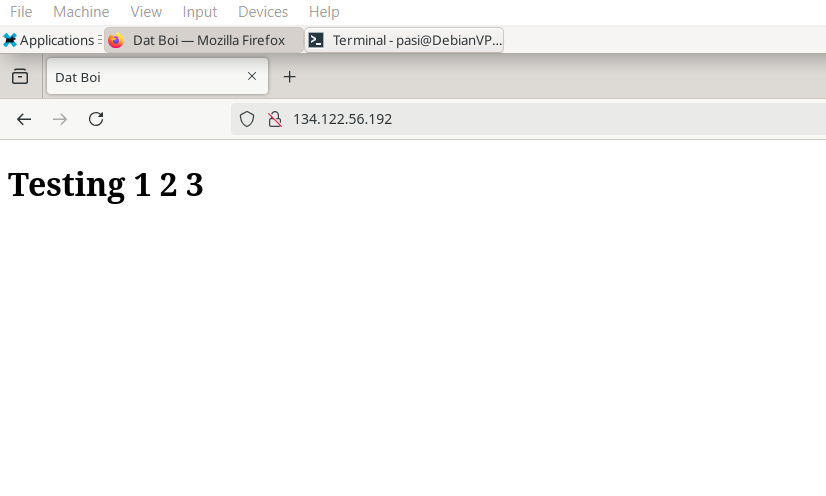 File Machine View Input Devices Help
Applications Dat Boi — Mozilla Firefox Terminal - pasi@DebianVP...
Dat Boi
134.122.56.192
Testing 1 2 3